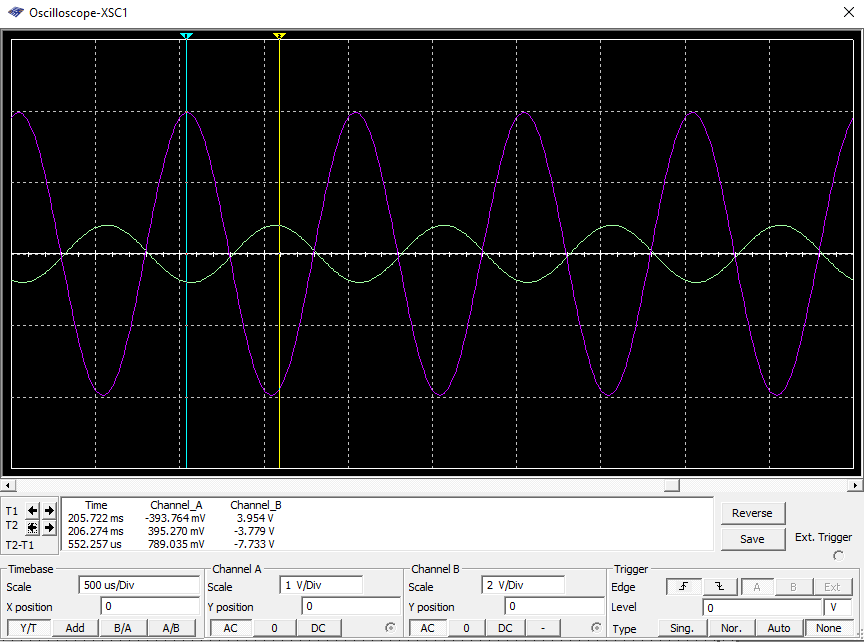 Oscilloscope-XSC1
1 2
Time Channel_A Channel_B
T1 205.722 ms -393.764 mV 3.954 V
T2 206.274 ms 395.270 mV -3.779 V
T2-T1 552.257 us 789.035 mV -7.733 V
Reverse
Save
Ext. Trigger
Timebase
Scale 500 us/Div
X position 0
Y/T Add B/A A/B
Channel A
Scale 1 V/Div
Y position 0
AC 0 DC
Channel B
Scale 2 V/Div
Y position 0
AC 0 DC -
Trigger
Edge A B Ext
Level 0 V
Type Sing. Nor. Auto None